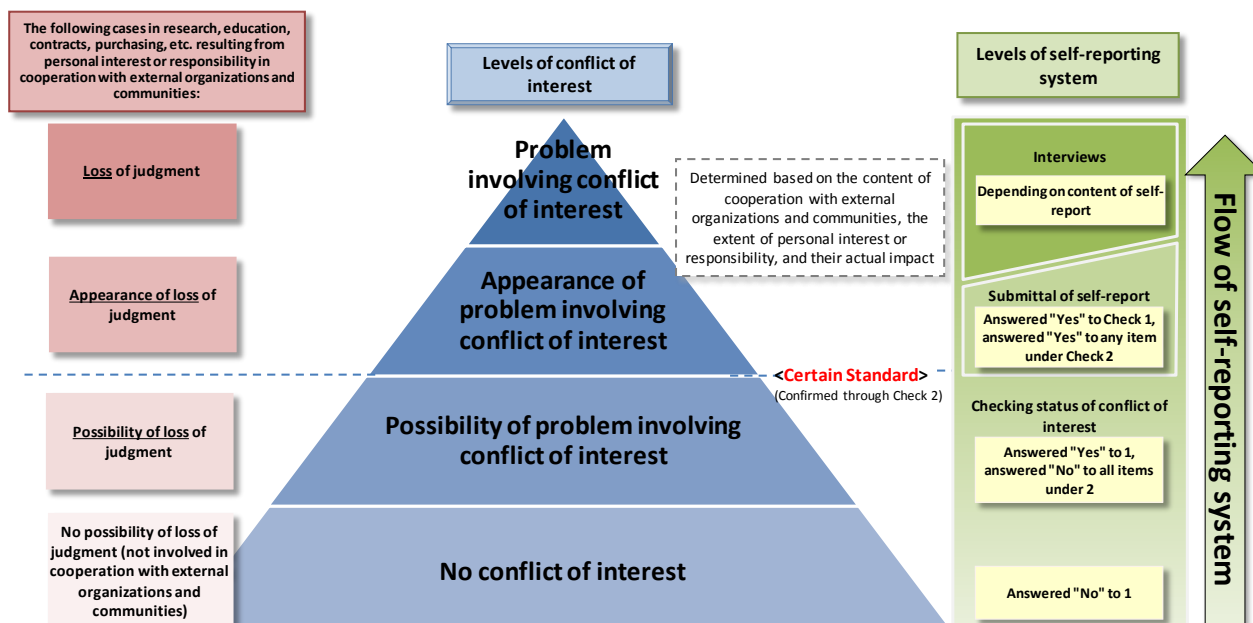 The following cases in research, education,
contracts, purchasing, etc. resulting from
personal interest or responsibility in
cooperation with external organizations and
communities:
Loss of judgment
Appearance of loss of
judgment
Possibility of loss of
judgment
No possibility of loss of
judgment (not involved in
cooperation with external
organizations and
communities)
Levels of conflict of
interest
Problem
involving conflict
of interest
Appearance of
problem involving
conflict of interest
Possibility of problem involving
conflict of interest
No conflict of interest
Determined based on the content of
cooperation with external
organizations and communities, the
extent of personal interest or
responsibility, and their actual impact
<Certain Standard>
(Confirmed through Check 2)
Levels of self-reporting
system
Interviews
Depending on content of self-
report
Submittal of self-report
Answered "Yes" to Check 1,
answered "Yes" to any item
under Check 2
Checking status of conflict of
interest
Answered "Yes" to 1,
answered "No" to all items
under 2
Answered "No" to 1
Flow of self-reporting system